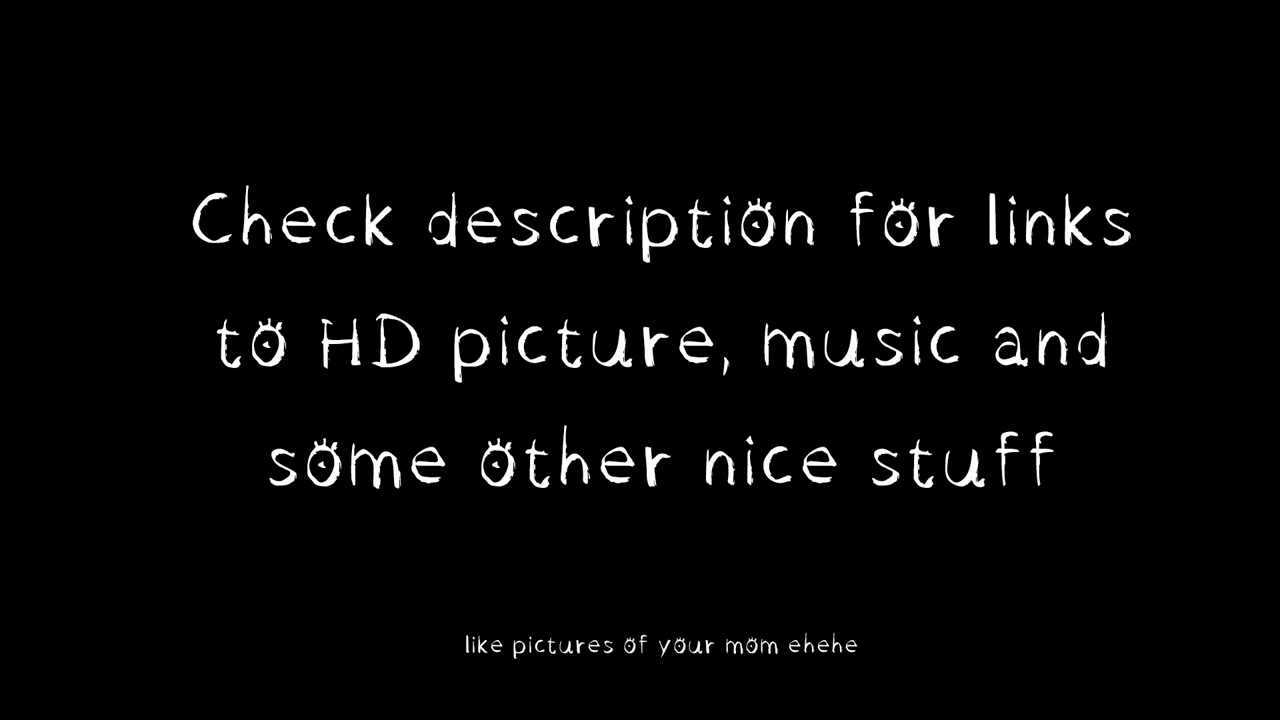 Check description for links
to HD picture, music and
some other nice stuff
like pictures of your mom ehehe